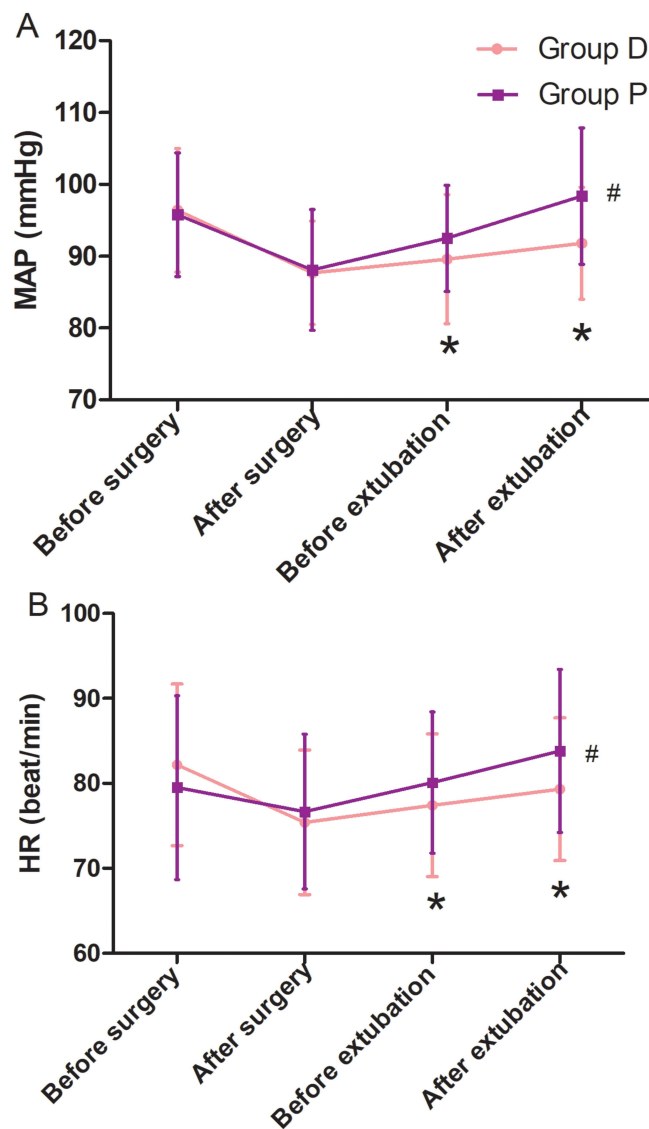 A
120
Group D
Group P
110
100
#
90
80
* *
70
MAP (mmHg)
Before surgery
After surgery
Before extubation
After extubation
B
100
90
#
80
70
* *
60
HR (beat/min)
Before surgery
After surgery
Before extubation
After extubation